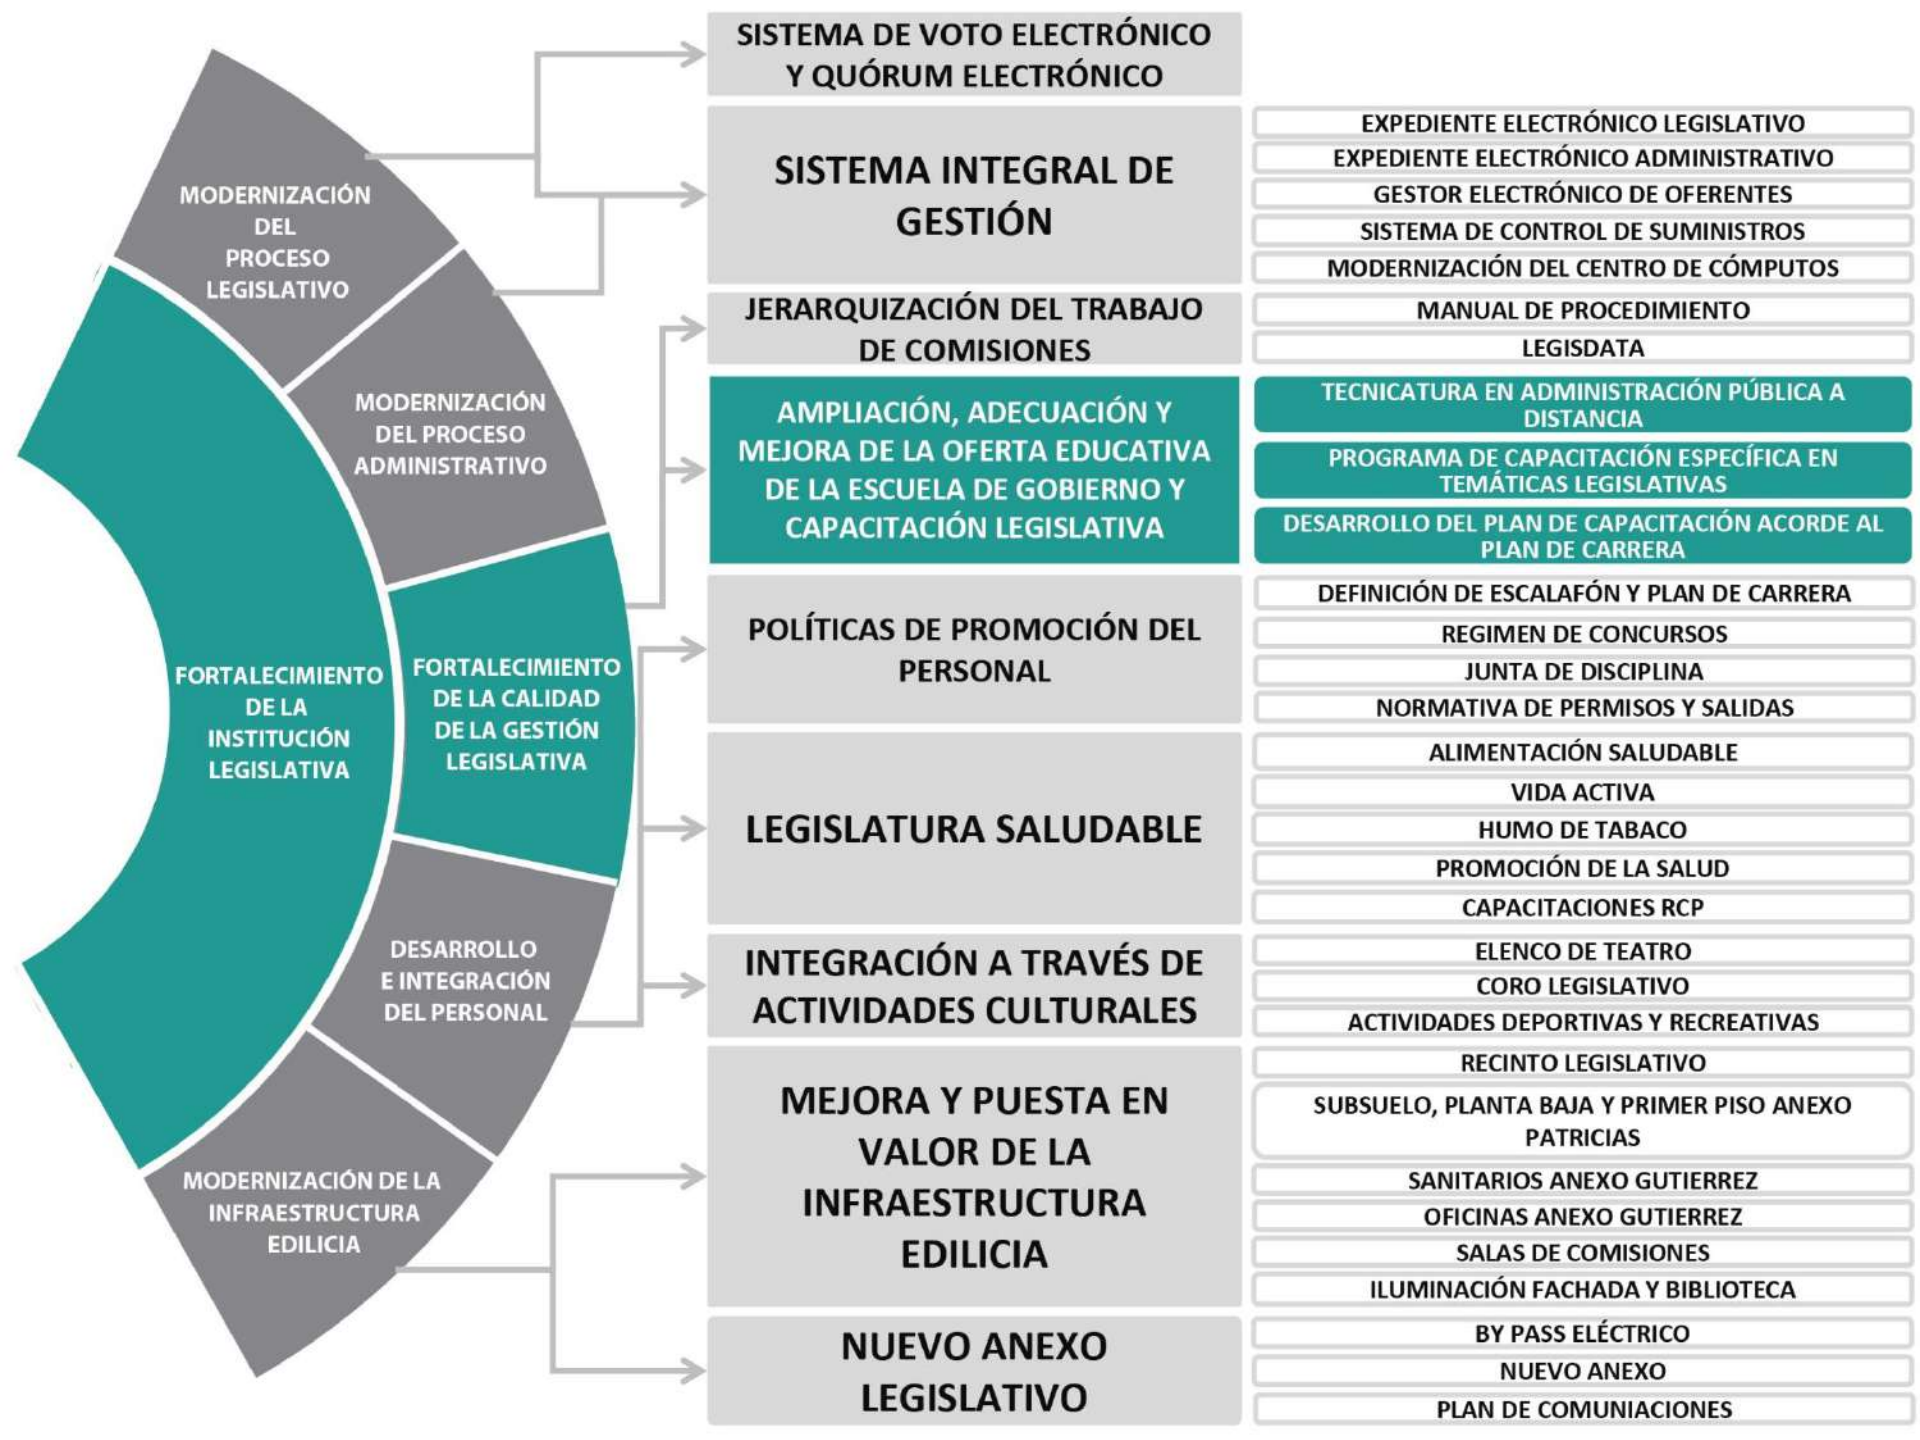 FORTALECIMIENTO
DE LA
INSTITUCIÓN
LEGISLATIVA
MODERNIZACIÓN
DEL
PROCESO
LEGISLATIVO
MODERNIZACIÓN
DEL PROCESO
ADMINISTRATIVO
FORTALECIMIENTO
DE LA CALIDAD
DE LA GESTIÓN
LEGISLATIVA
DESARROLLO
E INTEGRACIÓN
DEL PERSONAL
MODERNIZACIÓN DE LA
INFRAESTRUCTURA
EDILICIA
SISTEMA DE VOTO ELECTRÓNICO
Y QUÓRUM ELECTRÓNICO
SISTEMA INTEGRAL DE
GESTIÓN
EXPEDIENTE ELECTRÓNICO LEGISLATIVO
EXPEDIENTE ELECTRÓNICO ADMINISTRATIVO
GESTOR ELECTRÓNICO DE OFERENTES
SISTEMA DE CONTROL DE SUMINISTROS
MODERNIZACIÓN DEL CENTRO DE CÓMPUTOS
JERARQUIZACIÓN DEL TRABAJO
DE COMISIONES
MANUAL DE PROCEDIMIENTO
LEGISDATA
AMPLIACIÓN, ADECUACIÓN Y
MEJORA DE LA OFERTA EDUCATIVA
DE LA ESCUELA DE GOBIERNO Y
CAPACITACIÓN LEGISLATIVA
TECNICATURA EN ADMINISTRACIÓN PÚBLICA A
DISTANCIA
PROGRAMA DE CAPACITACIÓN ESPECÍFICA EN
TEMÁTICAS LEGISLATIVAS
DESARROLLO DEL PLAN DE CAPACITACIÓN ACORDE AL
PLAN DE CARRERA
POLÍTICAS DE PROMOCIÓN DEL
PERSONAL
DEFINICIÓN DE ESCALAFÓN Y PLAN DE CARRERA
REGIMEN DE CONCURSOS
JUNTA DE DISCIPLINA
NORMATIVA DE PERMISOS Y SALIDAS
LEGISLATURA SALUDABLE
ALIMENTACIÓN SALUDABLE
VIDA ACTIVA
HUMO DE TABACO
PROMOCIÓN DE LA SALUD
CAPACITACIONES RCP
INTEGRACIÓN A TRAVÉS DE
ACTIVIDADES CULTURALES
ELENCO DE TEATRO
CORO LEGISLATIVO
ACTIVIDADES DEPORTIVAS Y RECREATIVAS
MEJORA Y PUESTA EN
VALOR DE LA
INFRAESTRUCTURA
EDILICIA
RECINTO LEGISLATIVO
SUBSUELO, PLANTA BAJA Y PRIMER PISO ANEXO
PATRICIAS
SANITARIOS ANEXO GUTIERREZ
OFICINAS ANEXO GUTIERREZ
SALAS DE COMISIONES
ILUMINACIÓN FACHADA Y BIBLIOTECA
NUEVO ANEXO
LEGISLATIVO
BY PASS ELÉCTRICO
NUEVO ANEXO
PLAN DE COMUNIACIONES